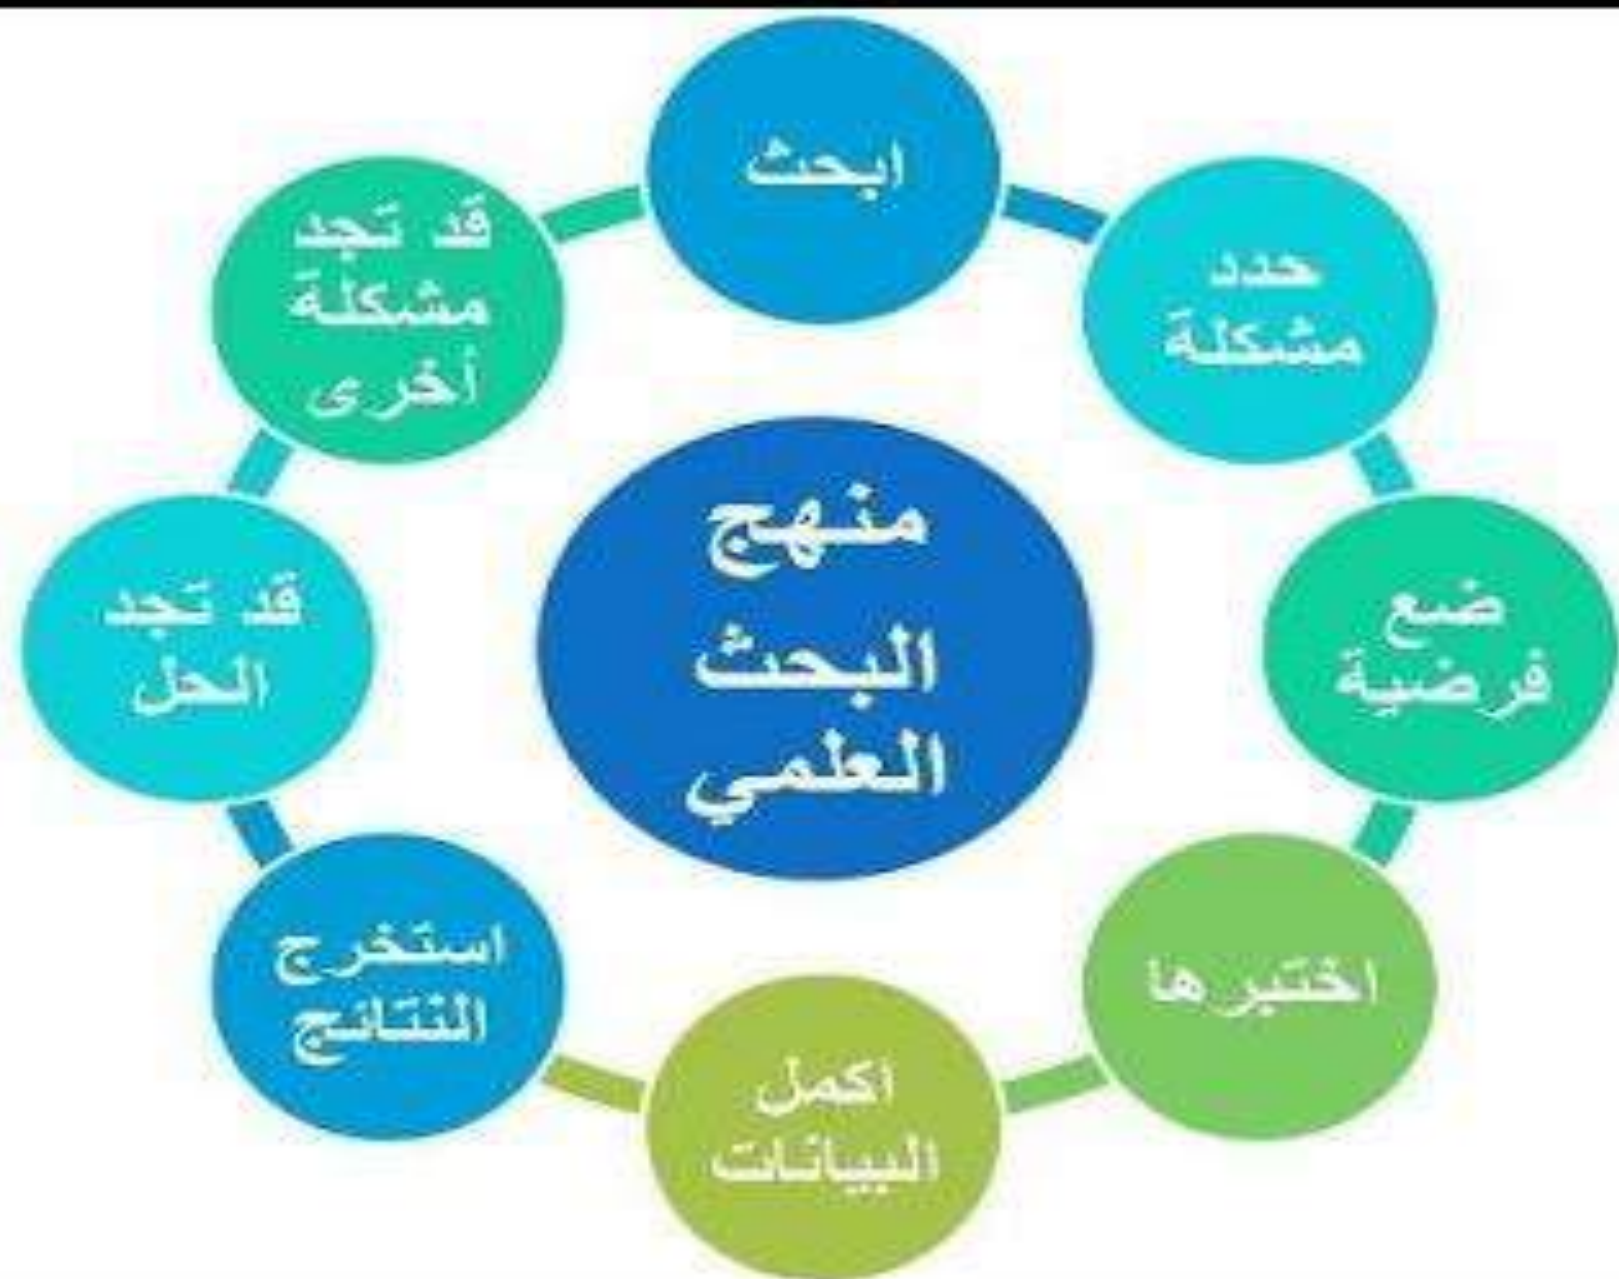 منهج
البحث
العلمي
ابحث
حدد
مشكلة
ضع
فرضية
اختبرها
اكمل
البيانات
استخرج
النتائج
قد تجد
الحل
قد تجد
مشكلة
أخرى